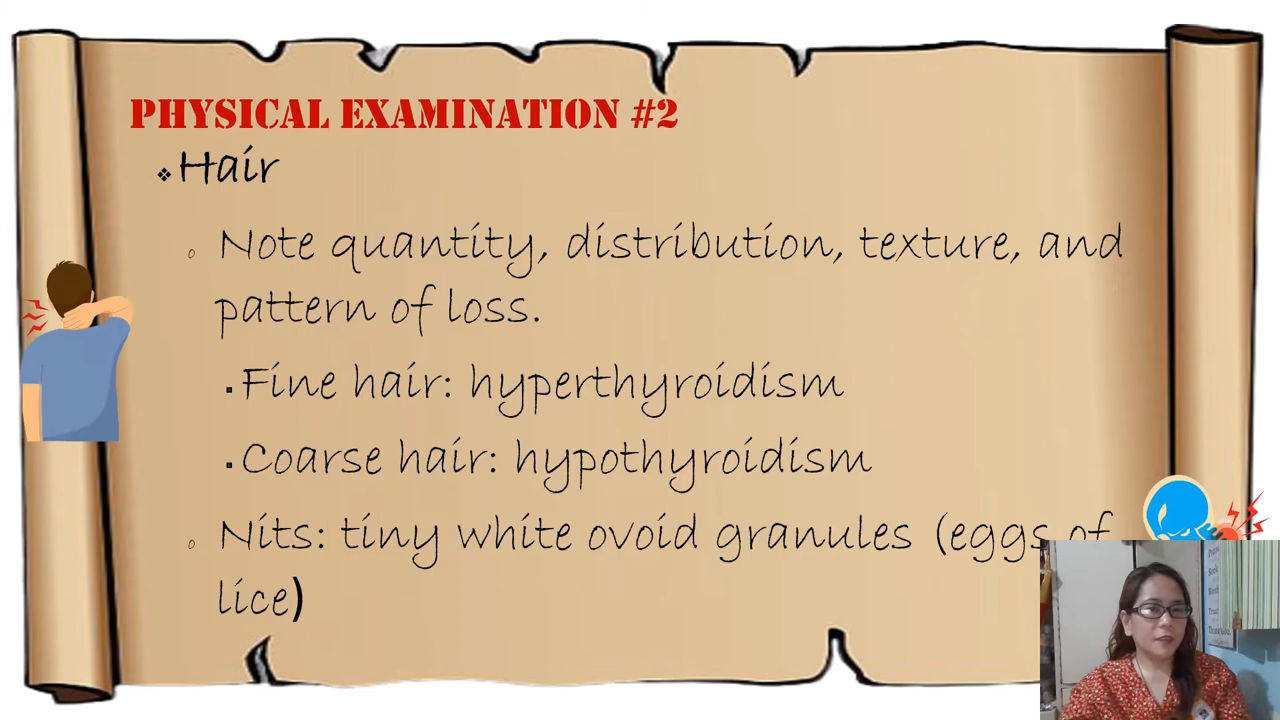 PHYSICAL EXAMINATION #2
❖ Hair
o Note quantity, distribution, texture, and
pattern of loss.
▪ Fine hair: hyperthyroidism
▪ Coarse hair: hypothyroidism
o Nits: tiny white ovoid granules (eggs of
lice)